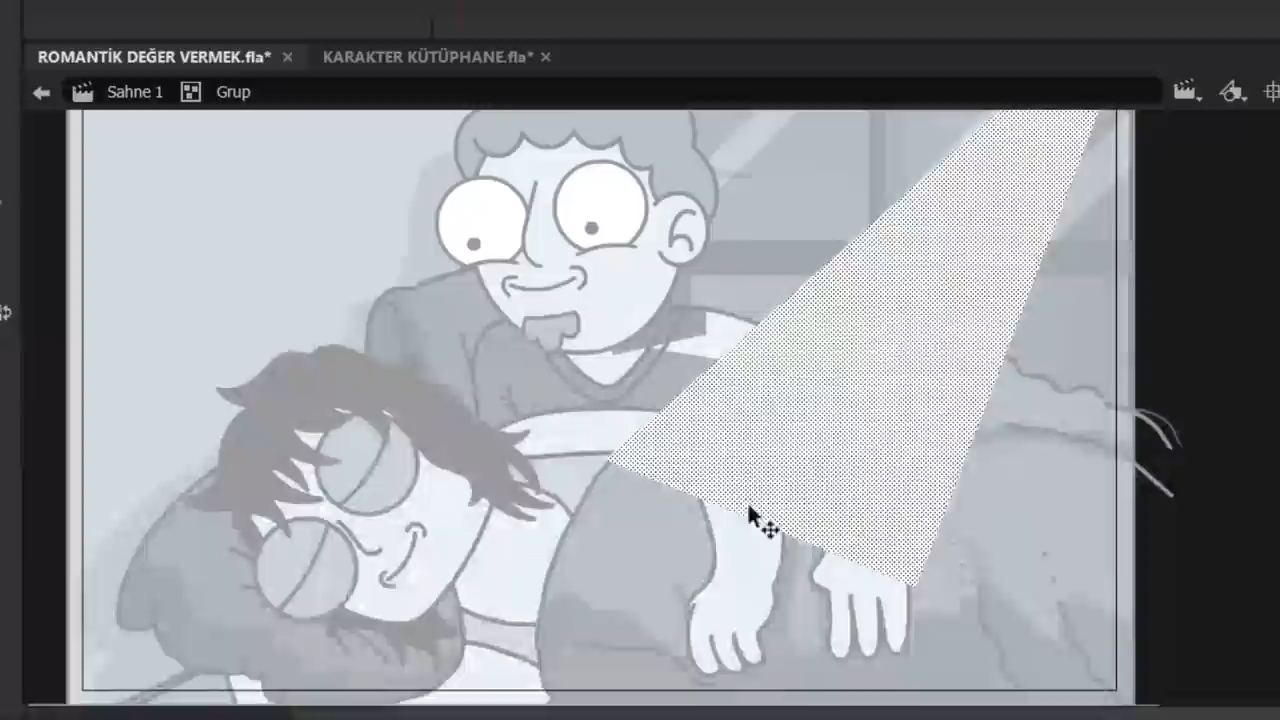 ROMANTİK DEĞER VERMEK.fla* ×
KARAKTER KÜTÜPHANE.fla* ×
Sahne 1
Grup